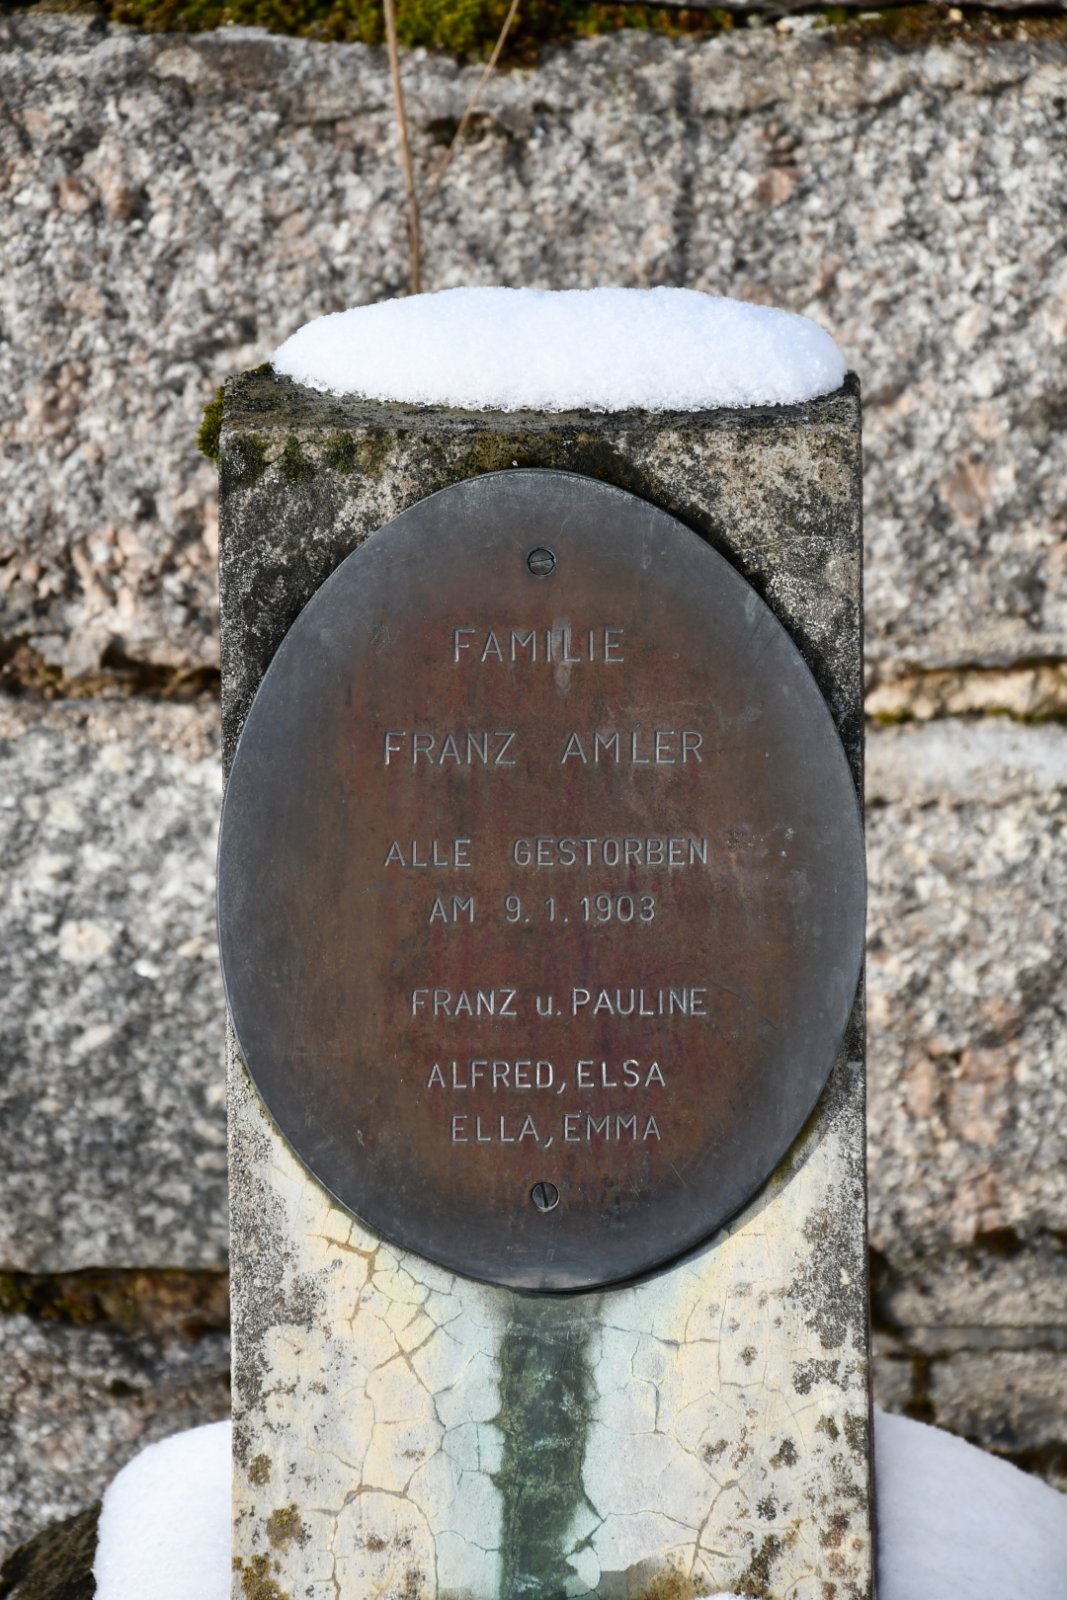 FAMILIE
FRANZ AMLER
ALLE GESTORBEN
AM 9.1.1903
FRANZ u. PAULINE
ALFRED, ELSA
ELLA, EMMA